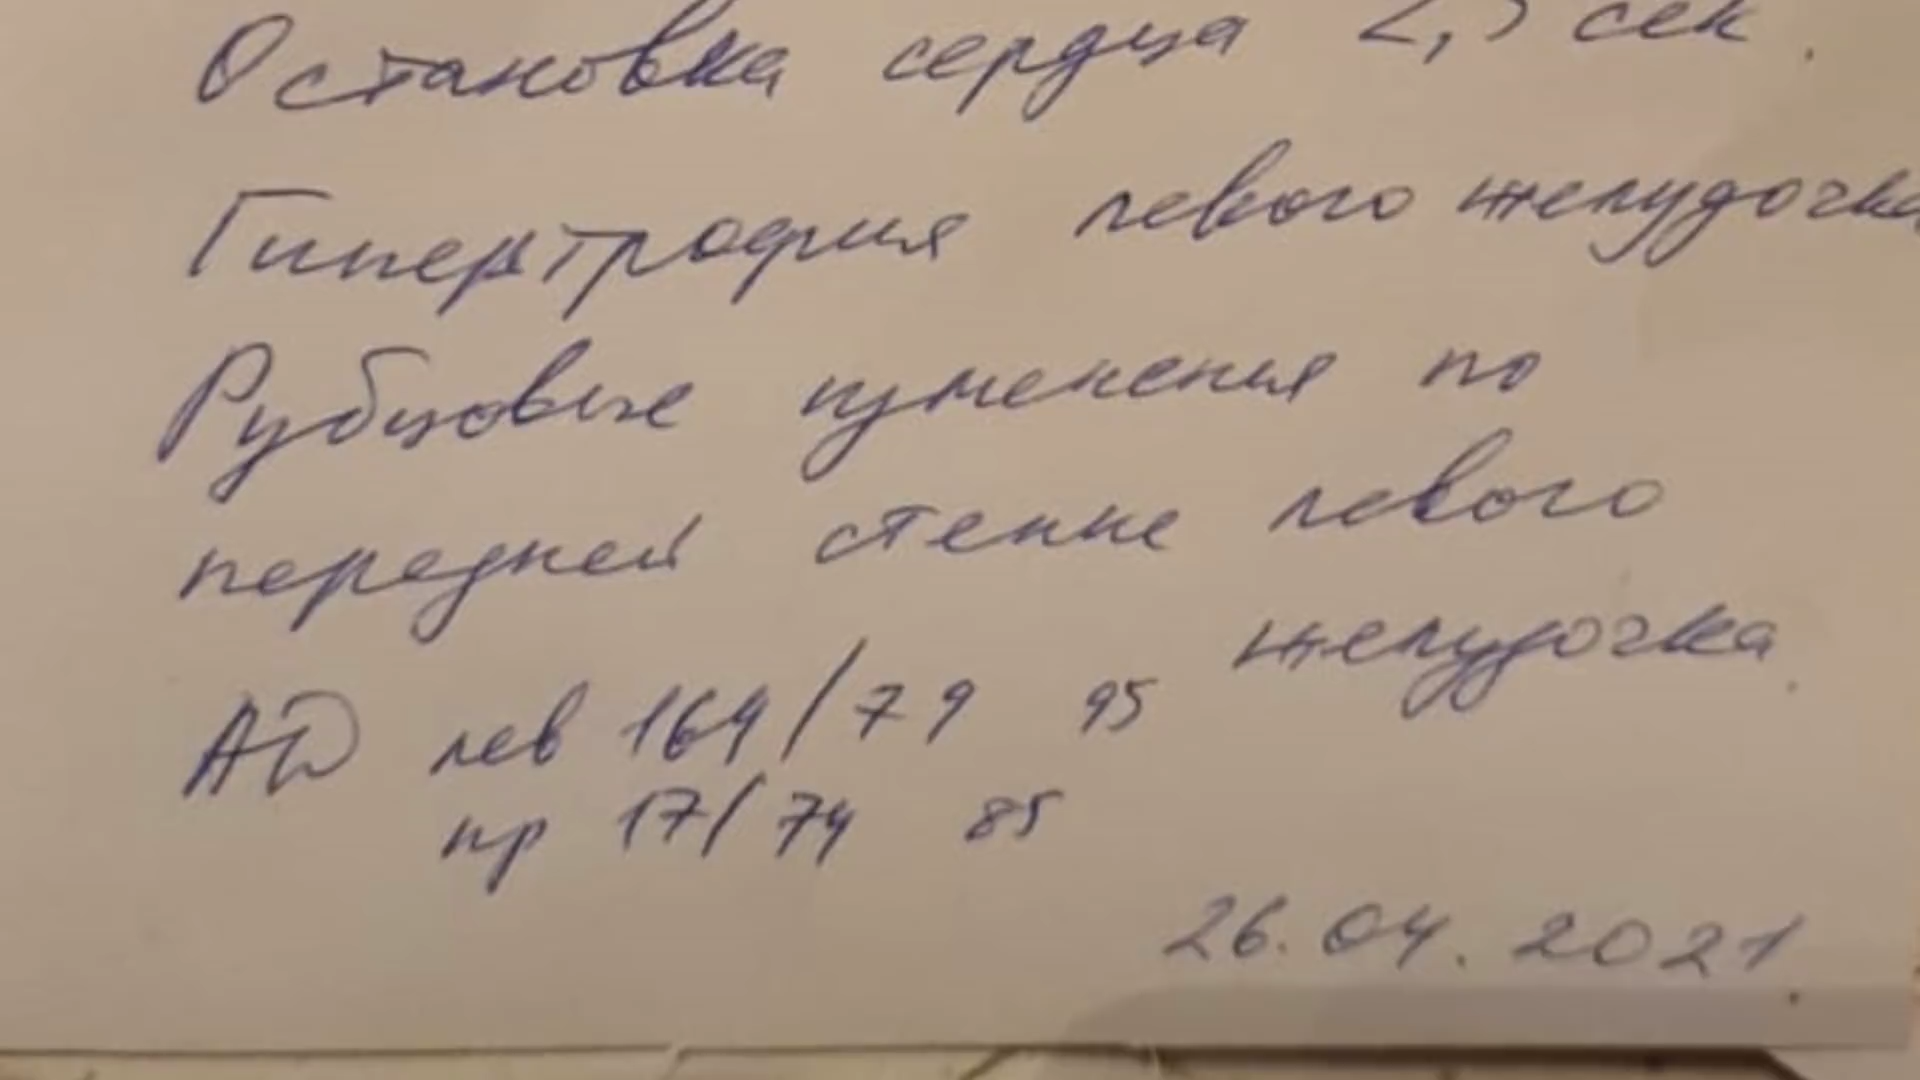 Остановка сердца 2,5 сек.
Гипертрофия левого желудочка
Рубцовые изменения по
передней стенке левого
желудочка.
АД лев 164/79 95
пр 17/74 85
26.04.2021.